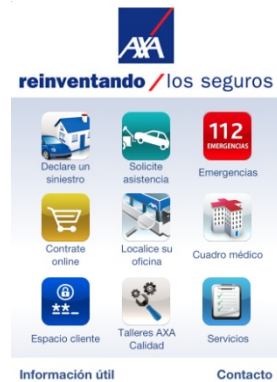 AXA
reinventando / los seguros
112
EMERGENCIAS
Declare un
siniestro
Solicite
asistencia
Emergencias
Contrate
online
Localice su
oficina
Cuadro médico
**_
Espacio cliente
Talleres AXA
Calidad
Servicios
Información útil
Contacto